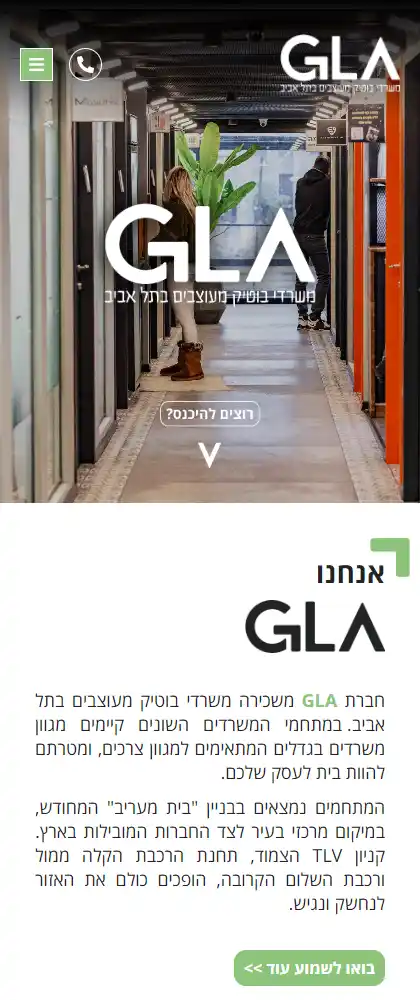 GLA
משרדי בוטיק מעוצבים בתל אביב
GLA
משרדי בוטיק מעוצבים בתל אביב
רוצים להיכנס?
אנחנו
GLA
חברת GLA משכירה משרדי בוטיק מעוצבים בתל
אביב. במתחמי המשרדים השונים קיימים מגוון
משרדים בגדלים המתאימים למגוון צרכים, ומטרתם
להוות בית לעסק שלכם.
המתחמים נמצאים בבניין "בית מעריב" המחודש,
במיקום מרכזי בעיר לצד החברות המובילות בארץ.
קניון TLV הצמוד, תחנת הרכבת הקלה ממול
ורכבת השלום הקרובה, הופכים כולם את האזור
לנחשק ונגיש.
בואו לשמוע עוד >>